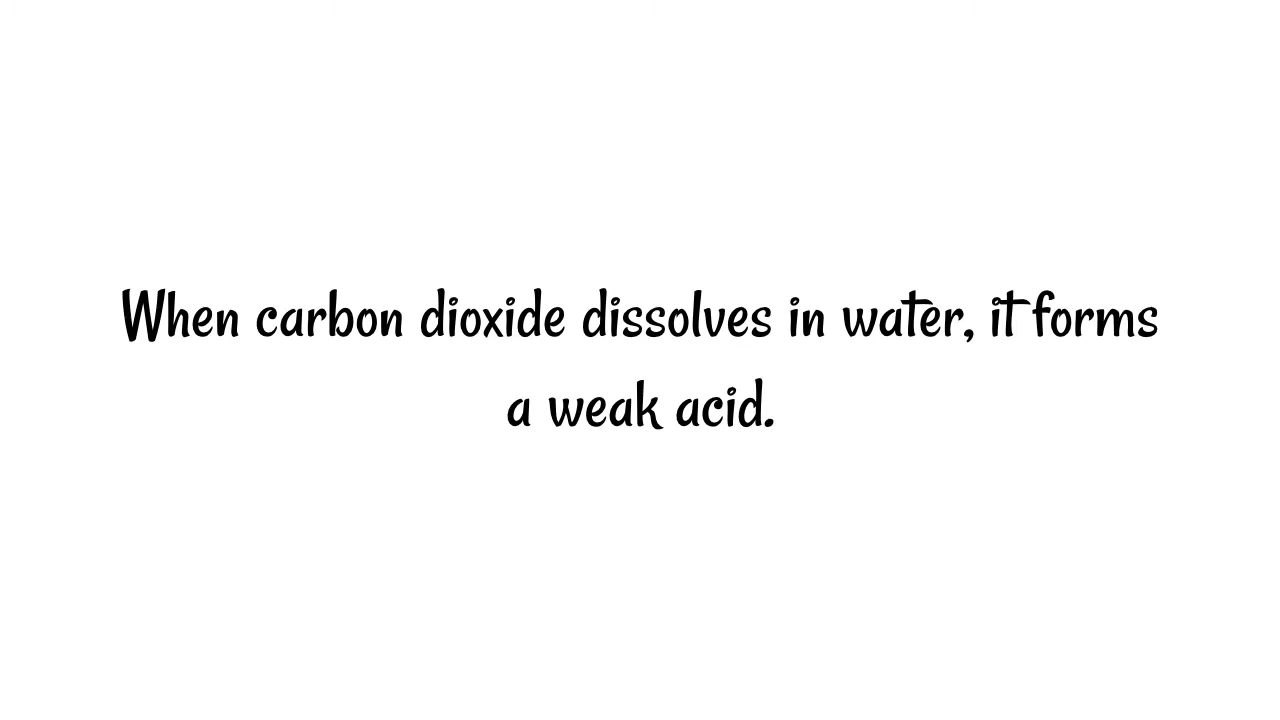 When carbon dioxide dissolves in water, it forms
a weak acid.